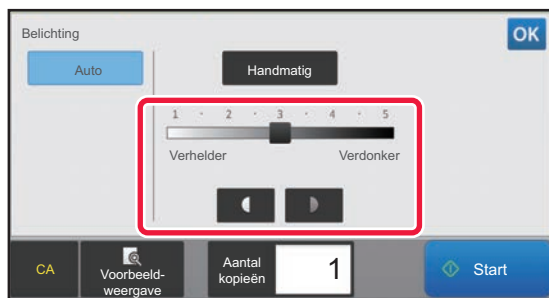 Belichting
OK
Auto
Handmatig
1 · 2 · 3 · 4 · 5
Verhelder
Verdonker
CA
Voorbeeld-
weergave
Aantal
kopieën
1
Start